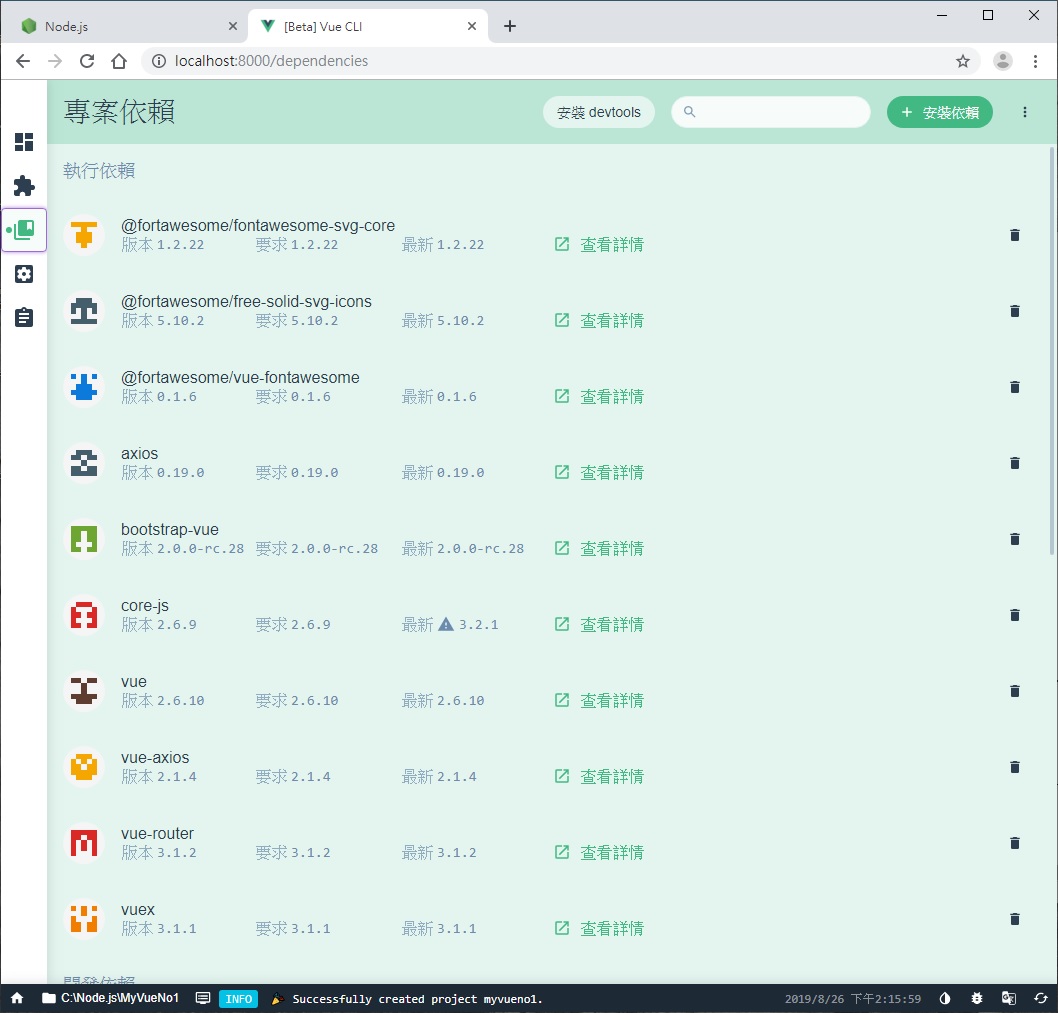 Node.js
[Beta] Vue CLI
localhost:8000/dependencies
專案依賴
安裝 devtools
安裝依賴
執行依賴
@fortawesome/fontawesome-svg-core
版本 1.2.22 要求 1.2.22 最新 1.2.22 查看詳情
@fortawesome/free-solid-svg-icons
版本 5.10.2 要求 5.10.2 最新 5.10.2 查看詳情
@fortawesome/vue-fontawesome
版本 0.1.6 要求 0.1.6 最新 0.1.6 查看詳情
axios
版本 0.19.0 要求 0.19.0 最新 0.19.0 查看詳情
bootstrap-vue
版本 2.0.0-rc.28 要求 2.0.0-rc.28 最新 2.0.0-rc.28 查看詳情
core-js
版本 2.6.9 要求 2.6.9 最新 3.2.1 查看詳情
vue
版本 2.6.10 要求 2.6.10 最新 2.6.10 查看詳情
vue-axios
版本 2.1.4 要求 2.1.4 最新 2.1.4 查看詳情
vue-router
版本 3.1.2 要求 3.1.2 最新 3.1.2 查看詳情
vuex
版本 3.1.1 要求 3.1.1 最新 3.1.1 查看詳情
開發依賴
C:\Node.js\MyVueNo1 INFO Successfully created project myvueno1. 2019/8/26 下午2:15:59